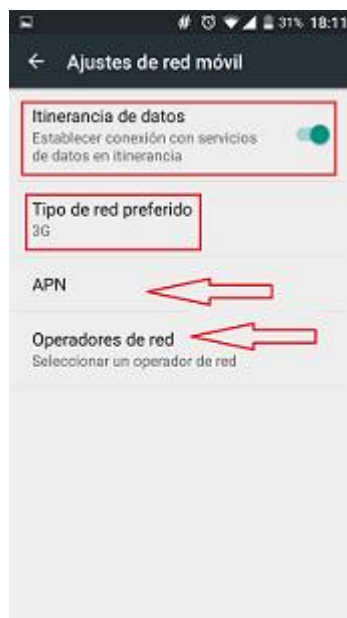 # 31% 18:11
Ajustes de red móvil
Itinerancia de datos
Establecer conexión con servicios
de datos en itinerancia
Tipo de red preferido
3G
APN
Operadores de red
Seleccionar un operador de red